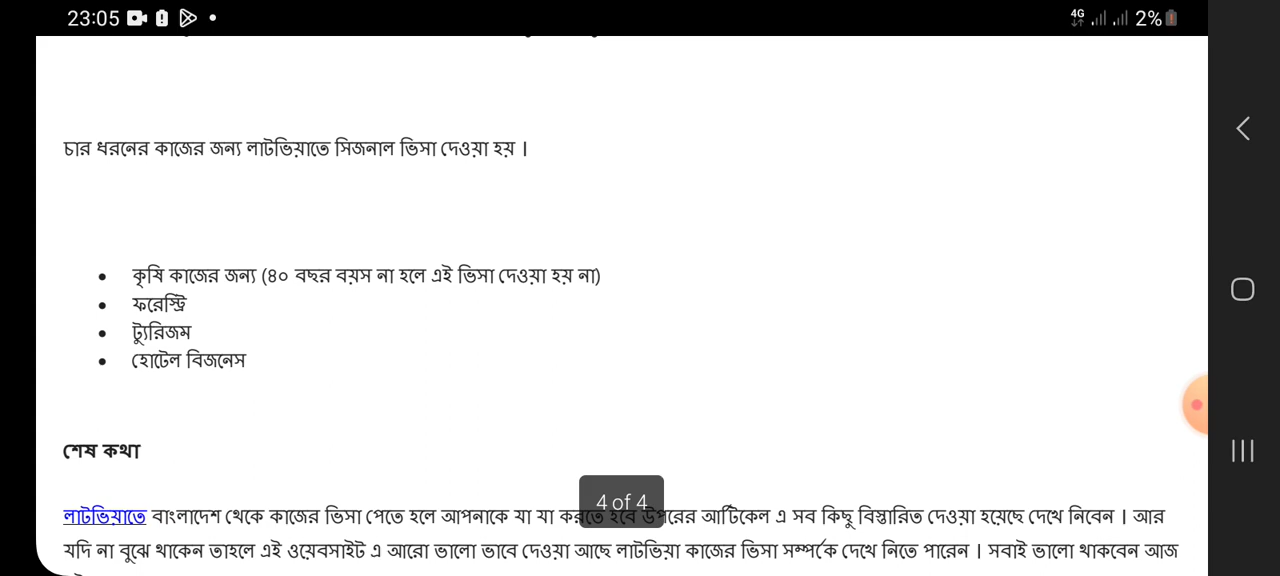 23:05
4G 2%
চার ধরনের কাজের জন্য লাটভিয়াতে সিজনাল ভিসা দেওয়া হয় ।
• কৃষি কাজের জন্য (৪০ বছর বয়স না হলে এই ভিসা দেওয়া হয় না)
• ফরেস্ট্রি
• ট্যুরিজম
• হোটেল বিজনেস
শেষ কথা
4 of 4
লাটভিয়াতে বাংলাদেশ থেকে কাজের ভিসা পেতে হলে আপনাকে যা যা করতে হবে উপরের আর্টিকেল এ সব কিছু বিস্তারিত দেওয়া হয়েছে দেখে নিবেন । আর
যদি না বুঝে থাকেন তাহলে এই ওয়েবসাইট এ আরো ভালো ভাবে দেওয়া আছে লাটভিয়া কাজের ভিসা সম্পর্কে দেখে নিতে পারেন । সবাই ভালো থাকবেন আজ